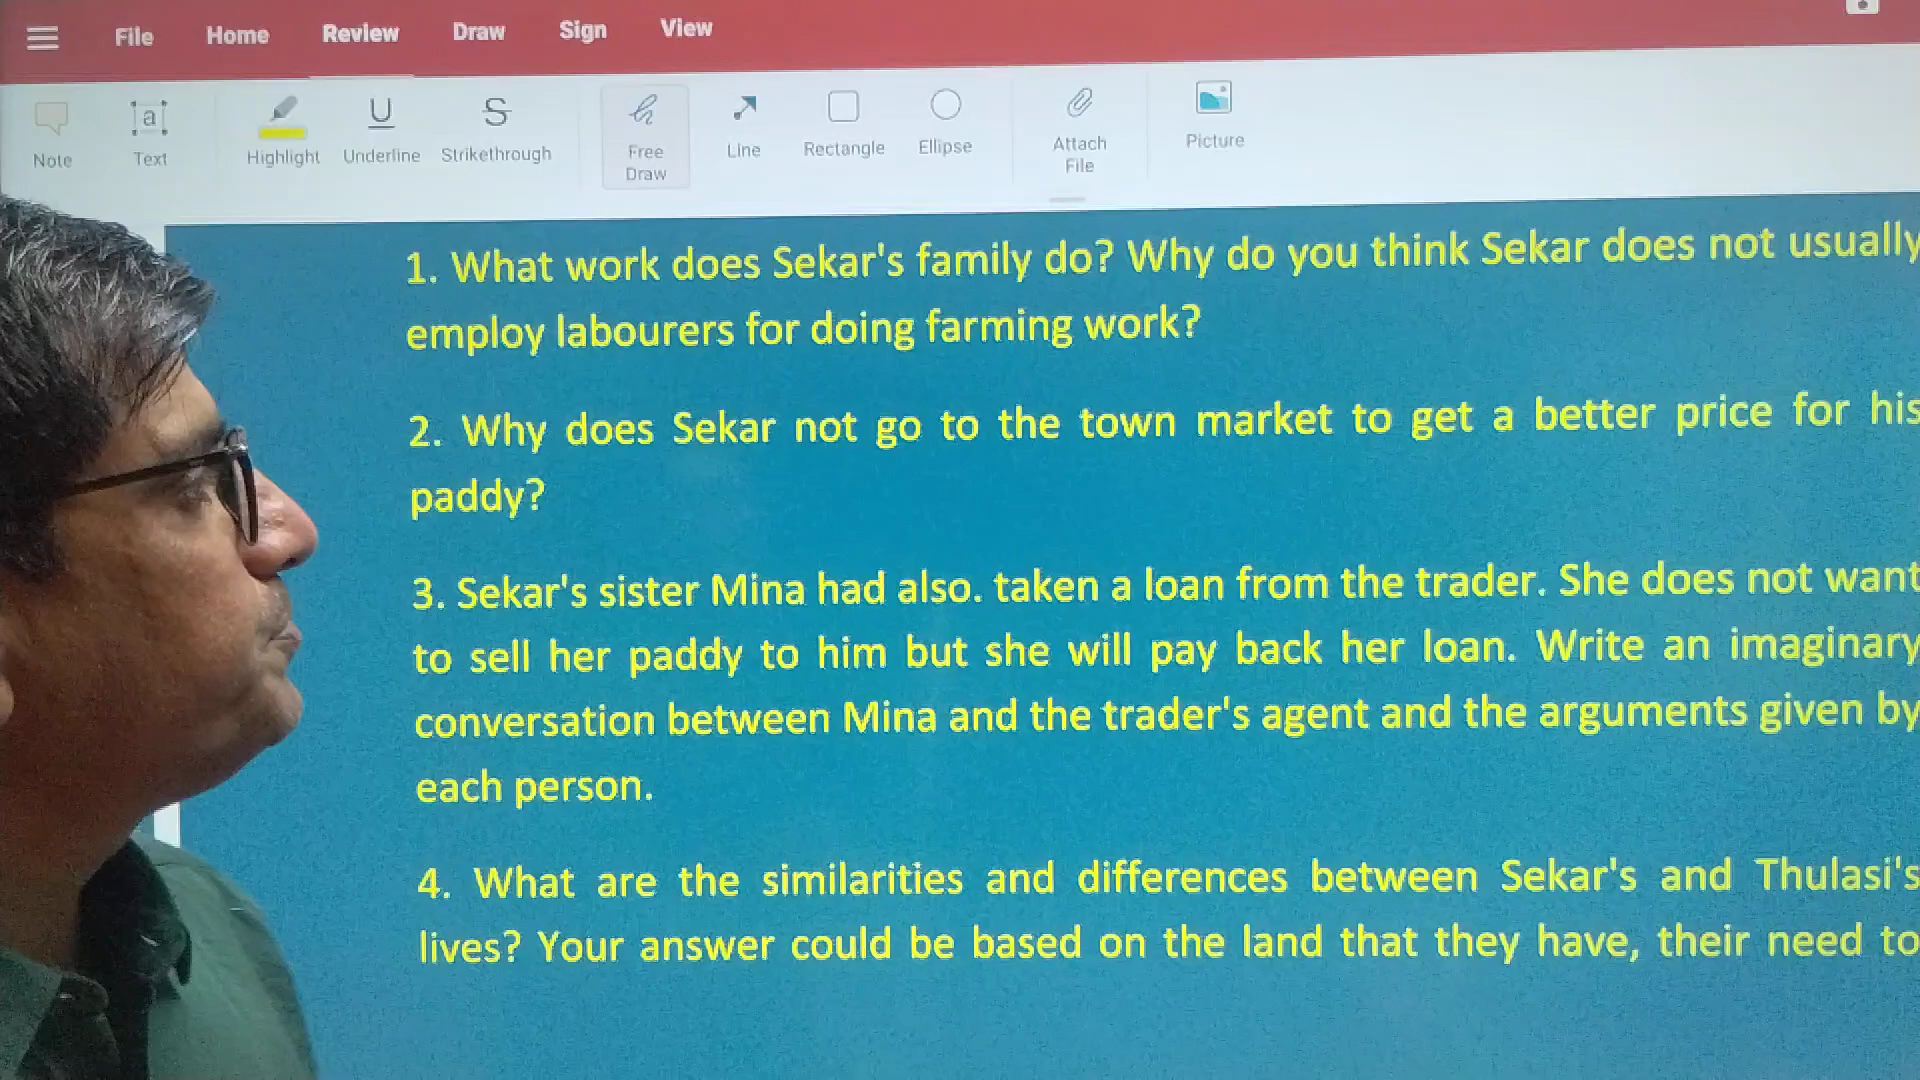 File Home Review Draw Sign View
Note Text Highlight Underline Strikethrough Free Draw Line Rectangle Ellipse Attach File Picture
1. What work does Sekar's family do? Why do you think Sekar does not usually
employ labourers for doing farming work?
2. Why does Sekar not go to the town market to get a better price for his
paddy?
3. Sekar's sister Mina had also. taken a loan from the trader. She does not want
to sell her paddy to him but she will pay back her loan. Write an imaginary
conversation between Mina and the trader's agent and the arguments given by
each person.
4. What are the similarities and differences between Sekar's and Thulasi's
lives? Your answer could be based on the land that they have, their need to